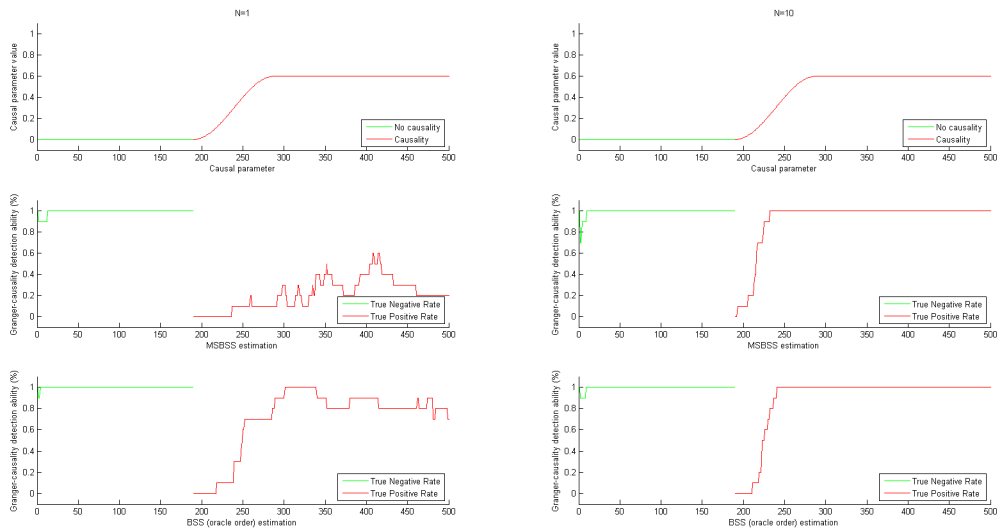 N=1
Causal parameter value
1
0.8
0.6
0.4
0.2
0
No causality
Causality
0 50 100 150 200 250 300 350 400 450 500
Causal parameter
Granger-causality detection ability (%)
1
0.8
0.6
0.4
0.2
0
True Negative Rate
True Positive Rate
0 50 100 150 200 250 300 350 400 450 500
MSBSS estimation
Granger-causality detection ability (%)
1
0.8
0.6
0.4
0.2
0
True Negative Rate
True Positive Rate
0 50 100 150 200 250 300 350 400 450 500
BSS (oracle order) estimation
N=10
Causal parameter value
1
0.8
0.6
0.4
0.2
0
No causality
Causality
0 50 100 150 200 250 300 350 400 450 500
Causal parameter
Granger-causality detection ability (%)
1
0.8
0.6
0.4
0.2
0
True Negative Rate
True Positive Rate
0 50 100 150 200 250 300 350 400 450 500
MSBSS estimation
Granger-causality detection ability (%)
1
0.8
0.6
0.4
0.2
0
True Negative Rate
True Positive Rate
0 50 100 150 200 250 300 350 400 450 500
BSS (oracle order) estimation